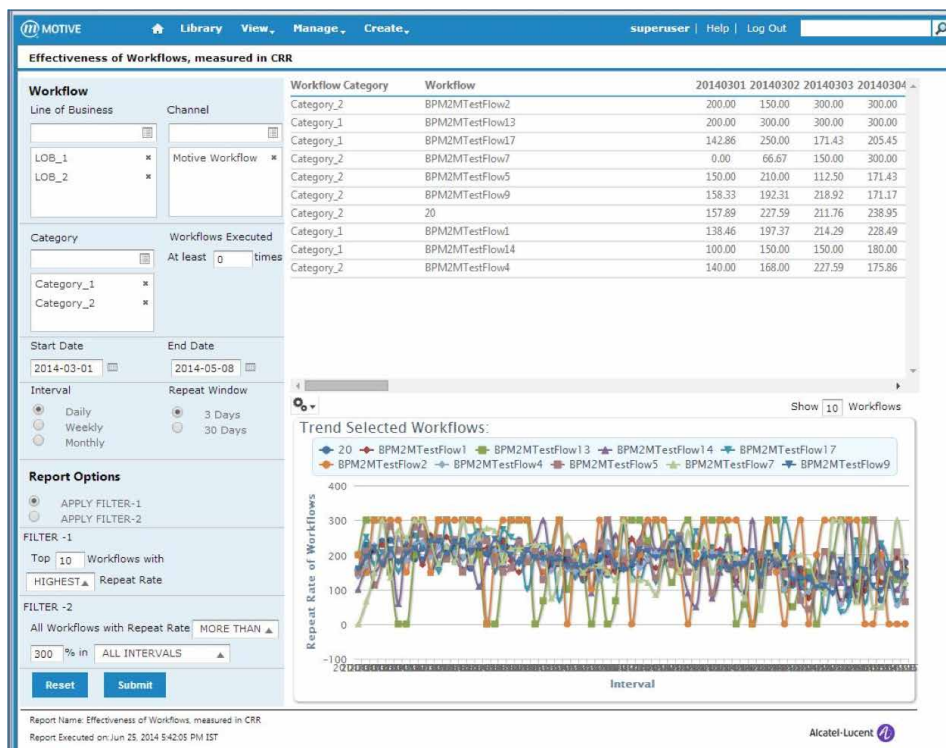 MOTIVE Library View Manage Create superuser | Help | Log Out
Effectiveness of Workflows, measured in CRR
Workflow
Line of Business Channel
LOB_1 Motive Workflow
LOB_2
Category Workflows Executed
At least 0 times
Category_1
Category_2
Start Date End Date
2014-03-01 2014-05-08
Interval Repeat Window
Daily 3 Days
Weekly 30 Days
Monthly
Report Options
APPLY FILTER-1
APPLY FILTER-2
FILTER -1
Top 10 Workflows with
HIGHEST Repeat Rate
FILTER -2
All Workflows with Repeat Rate MORE THAN
300 % in ALL INTERVALS
Reset Submit
Workflow Category Workflow 20140301 20140302 20140303 20140304
Category_2 BPM2MTestFlow2 200.00 150.00 300.00 300.00
Category_1 BPM2MTestFlow13 200.00 300.00 300.00 300.00
Category_1 BPM2MTestFlow17 142.86 250.00 171.43 205.45
Category_2 BPM2MTestFlow7 0.00 66.67 150.00 300.00
Category_2 BPM2MTestFlow5 150.00 210.00 112.50 171.43
Category_2 BPM2MTestFlow9 158.33 192.31 218.92 171.17
Category_2 20 157.89 227.59 211.76 238.95
Category_1 BPM2MTestFlow1 138.46 197.37 214.29 228.49
Category_1 BPM2MTestFlow14 100.00 150.00 150.00 180.00
Category_2 BPM2MTestFlow4 140.00 168.00 227.59 175.86
Show 10 Workflows
Trend Selected Workflows:
20 BPM2MTestFlow1 BPM2MTestFlow13 BPM2MTestFlow14 BPM2MTestFlow17
BPM2MTestFlow2 BPM2MTestFlow4 BPM2MTestFlow5 BPM2MTestFlow7 BPM2MTestFlow9
Repeat Rate of Workflows
400
300
200
100
0
-100
Interval
Report Name: Effectiveness of Workflows, measured in CRR
Report Executed on: Jun 25, 2014 5:42:05 PM IST
Alcatel-Lucent